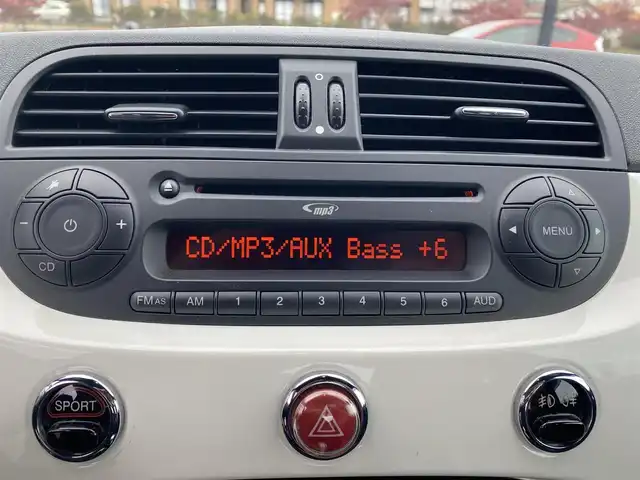 mp3
CD/MP3/AUX Bass +6
CD
MENU
FM AS AM 1 2 3 4 5 6 AUD
SPORT